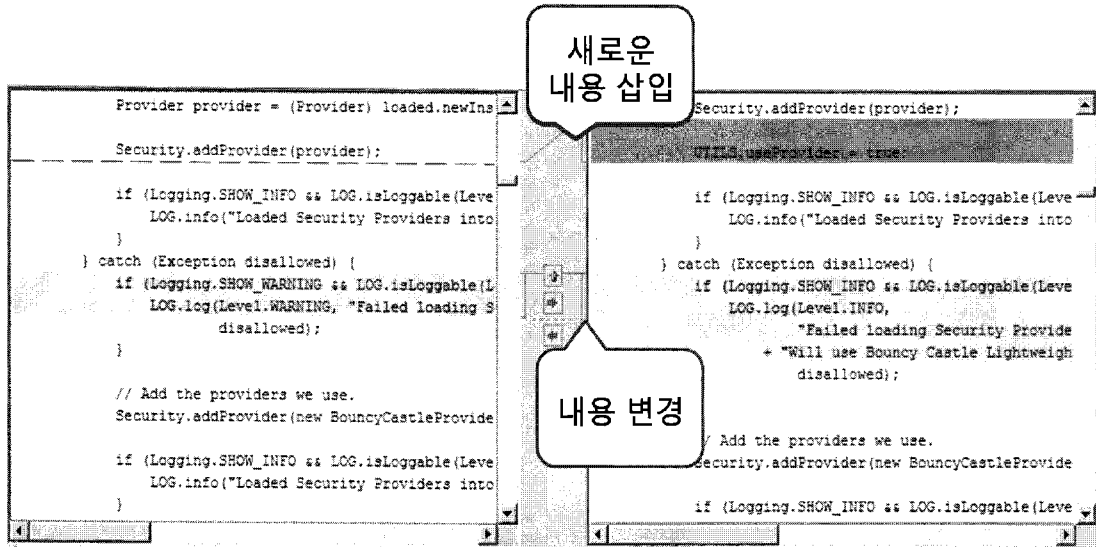 새로운
내용 삽입
Provider provider = (Provider) loaded.newIns
Security.addProvider(provider);
if (Logging.SHOW_INFO && LOG.isLoggable(Leve
LOG.info("Loaded Security Providers into
}
} catch (Exception disallowed) {
if (Logging.SHOW_WARNING && LOG.isLoggable(L
LOG.log(Level.WARNING, "Failed loading S
disallowed);
}
// Add the providers we use.
Security.addProvider(new BouncyCastleProvide
if (Logging.SHOW_INFO && LOG.isLoggable(Leve
LOG.info("Loaded Security Providers into
}
내용 변경
Security.addProvider(provider);
UTILS.useProvider = true;
if (Logging.SHOW_INFO && LOG.isLoggable(Leve
LOG.info("Loaded Security Providers into
}
} catch (Exception disallowed) {
if (Logging.SHOW_INFO && LOG.isLoggable(Leve
LOG.log(Level.INFO,
"Failed loading Security Provide
+ "Will use Bouncy Castle Lightweigh
disallowed);
/ Add the providers we use.
Security.addProvider(new BouncyCastleProvide
if (Logging.SHOW_INFO && LOG.isLoggable(Leve